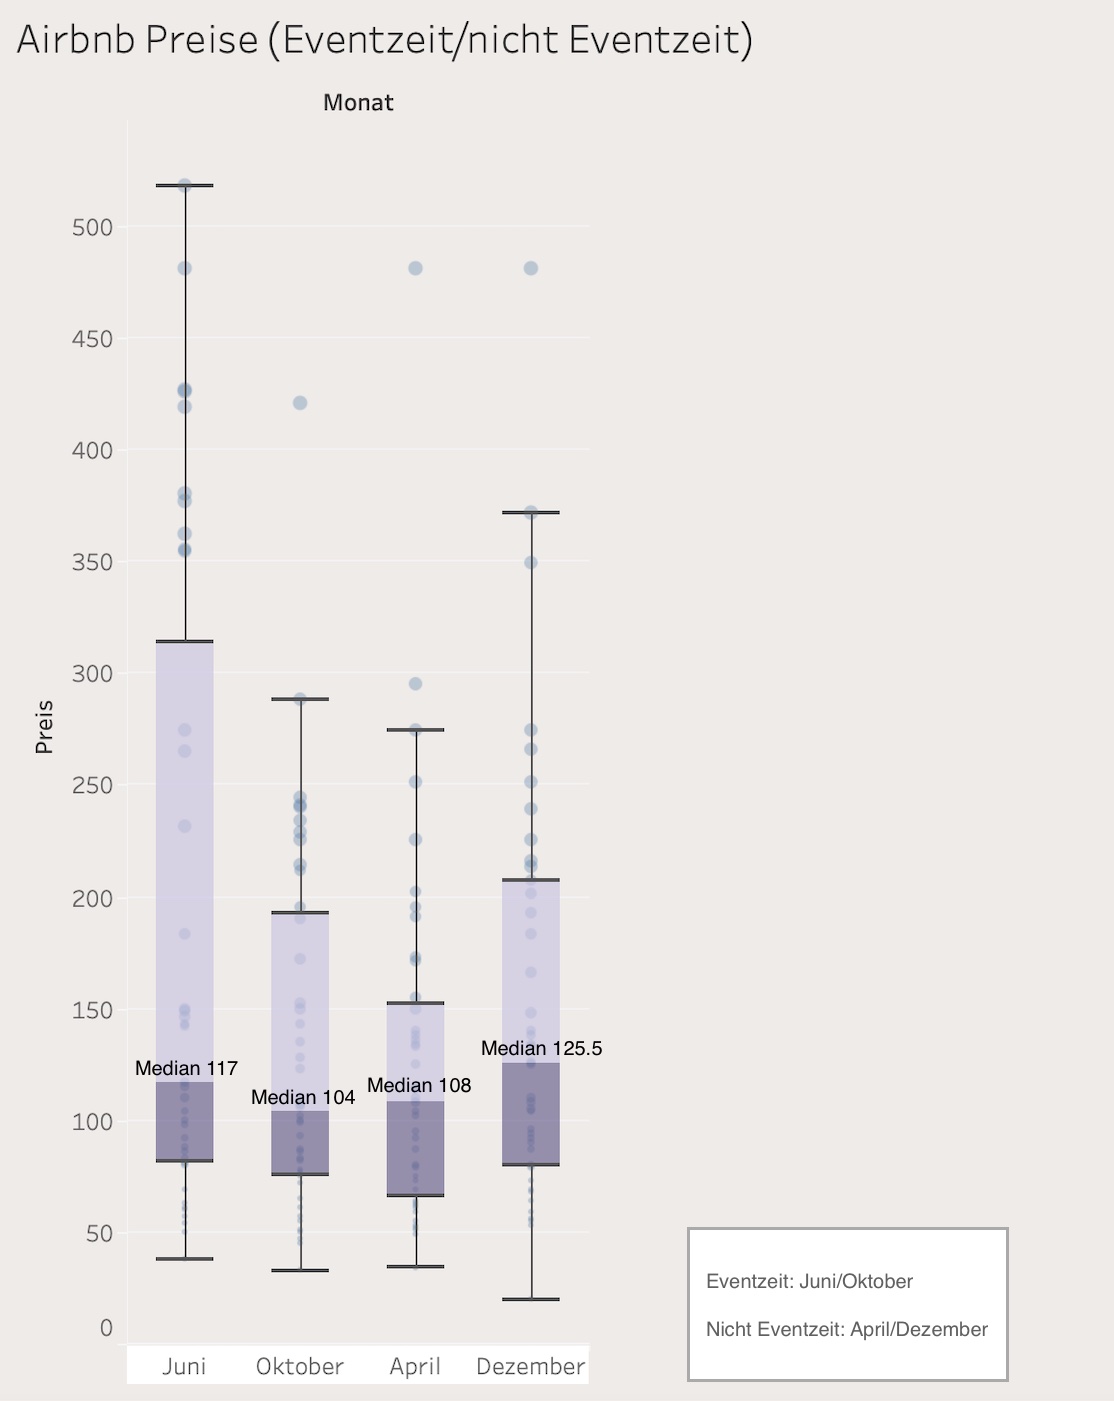 Airbnb Preise (Eventzeit/nicht Eventzeit)
Monat
500
450
400
350
300
250
200
150
100
50
0
Preis
Median 117
Median 104
Median 108
Median 125.5
Juni
Oktober
April
Dezember
Eventzeit: Juni/Oktober
Nicht Eventzeit: April/Dezember